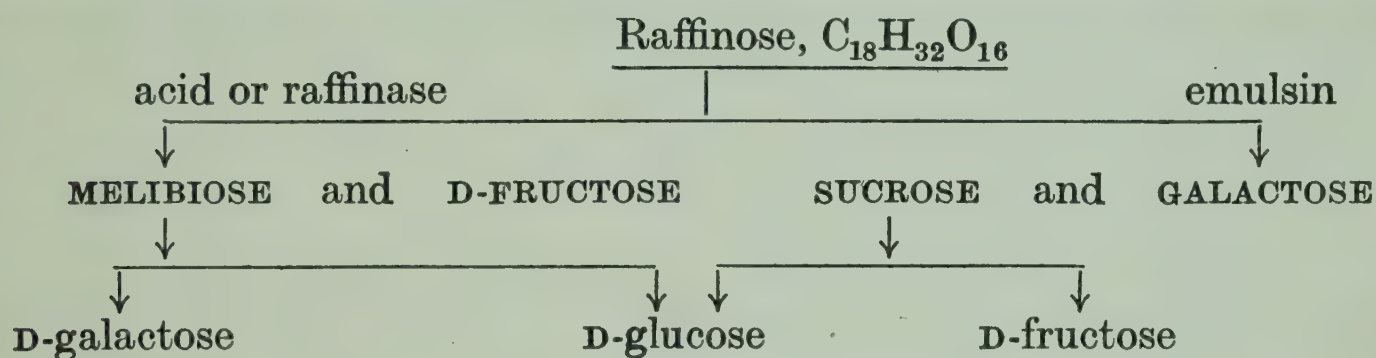 Raffinose, C₁₈H₃₂O₁₆
acid or raffinase emulsin
MELIBIOSE and D-FRUCTOSE SUCROSE and GALACTOSE
D-galactose D-glucose D-fructose